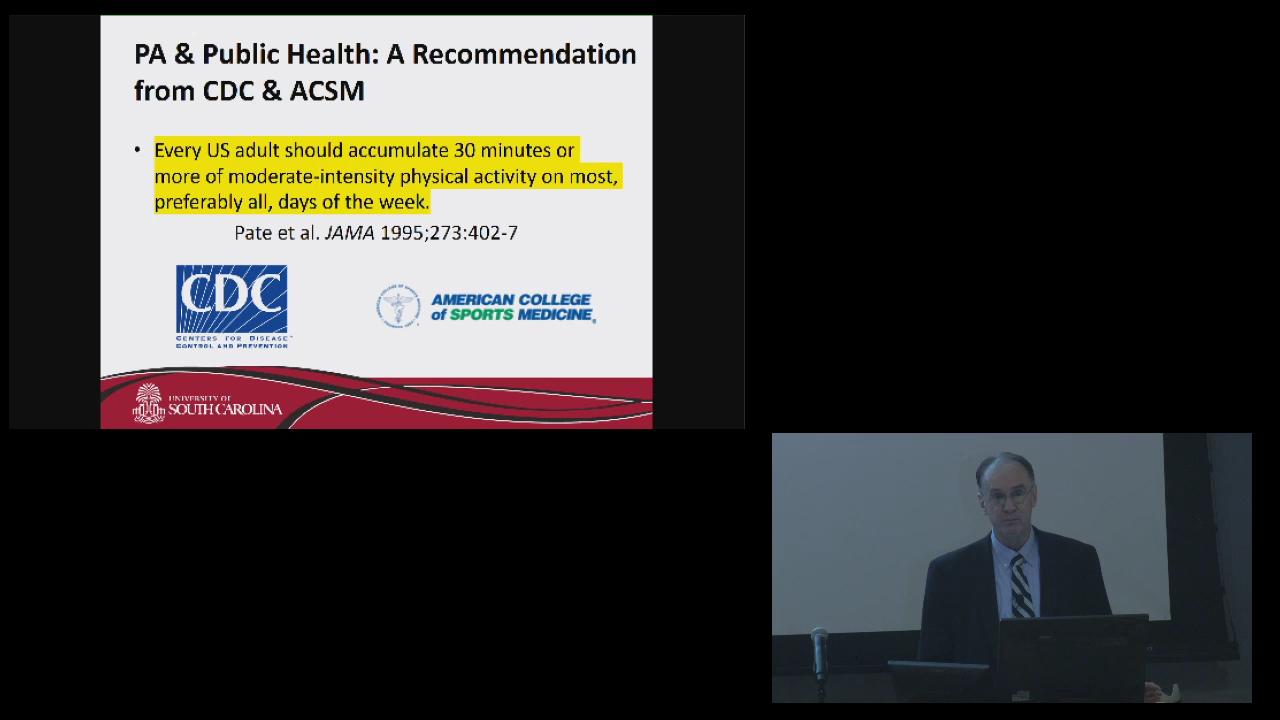 PA & Public Health: A Recommendation
from CDC & ACSM
• Every US adult should accumulate 30 minutes or
more of moderate-intensity physical activity on most,
preferably all, days of the week.
Pate et al. JAMA 1995;273:402-7
CDC
CENTERS FOR DISEASE
CONTROL AND PREVENTION
AMERICAN COLLEGE
of SPORTS MEDICINE
UNIVERSITY OF
SOUTH CAROLINA